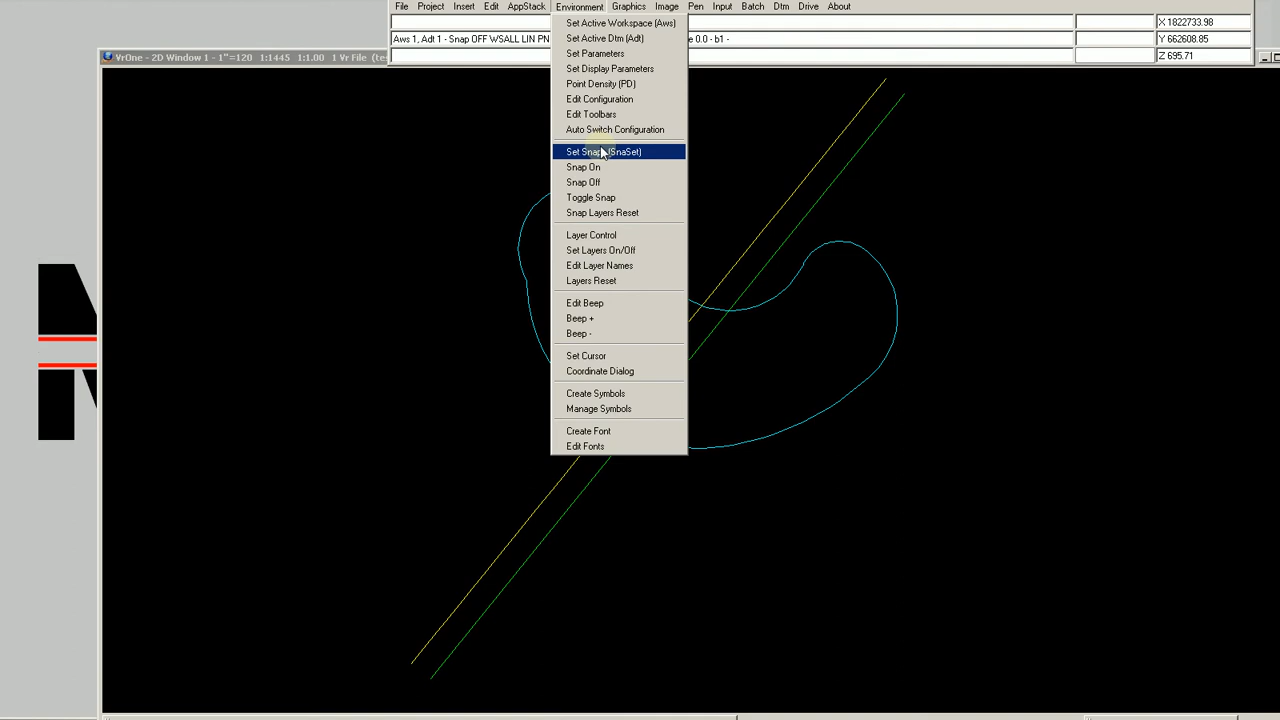 File Project Insert Edit AppStack Environment Graphics Image Pen Input Batch Dtm Drive About
X 1822733.98
Aws 1, Adt 1 - Snap OFF WSALL LIN PN e 0.0 - b1 -
Y 662608.85
Z 695.71
VrOne - 2D Window 1 - 1"=120 1:1445 1:1.00 1 Vr File (te
Set Active Workspace (Aws)
Set Active Dtm (Adt)
Set Parameters
Set Display Parameters
Point Density (PD)
Edit Configuration
Edit Toolbars
Auto Switch Configuration
Set Snap (SnaSet)
Snap On
Snap Off
Toggle Snap
Snap Layers Reset
Layer Control
Set Layers On/Off
Edit Layer Names
Layers Reset
Edit Beep
Beep +
Beep -
Set Cursor
Coordinate Dialog
Create Symbols
Manage Symbols
Create Font
Edit Fonts